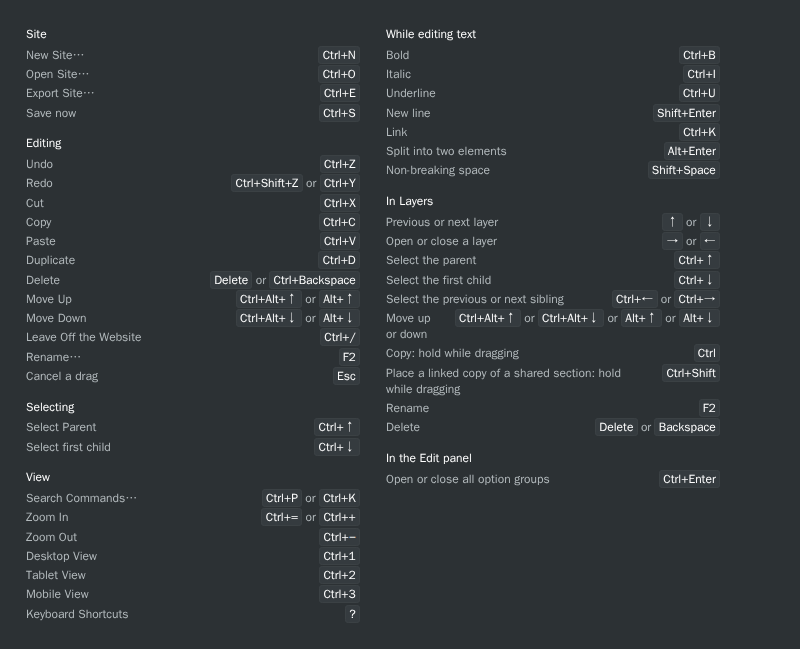 Site
New Site··· Ctrl+N
Open Site··· Ctrl+O
Export Site··· Ctrl+E
Save now Ctrl+S
Editing
Undo Ctrl+Z
Redo Ctrl+Shift+Z or Ctrl+Y
Cut Ctrl+X
Copy Ctrl+C
Paste Ctrl+V
Duplicate Ctrl+D
Delete Delete or Ctrl+Backspace
Move Up Ctrl+Alt+↑ or Alt+↑
Move Down Ctrl+Alt+↓ or Alt+↓
Leave Off the Website Ctrl+/
Rename··· F2
Cancel a drag Esc
Selecting
Select Parent Ctrl+↑
Select first child Ctrl+↓
View
Search Commands··· Ctrl+P or Ctrl+K
Zoom In Ctrl+= or Ctrl++
Zoom Out Ctrl+−
Desktop View Ctrl+1
Tablet View Ctrl+2
Mobile View Ctrl+3
Keyboard Shortcuts ?
While editing text
Bold Ctrl+B
Italic Ctrl+I
Underline Ctrl+U
New line Shift+Enter
Link Ctrl+K
Split into two elements Alt+Enter
Non-breaking space Shift+Space
In Layers
Previous or next layer ↑ or ↓
Open or close a layer → or ←
Select the parent Ctrl+↑
Select the first child Ctrl+↓
Select the previous or next sibling Ctrl+← or Ctrl+→
Move up Ctrl+Alt+↑ or Ctrl+Alt+↓ or Alt+↑ or Alt+↓
or down
Copy: hold while dragging Ctrl
Place a linked copy of a shared section: hold Ctrl+Shift
while dragging
Rename F2
Delete Delete or Backspace
In the Edit panel
Open or close all option groups Ctrl+Enter